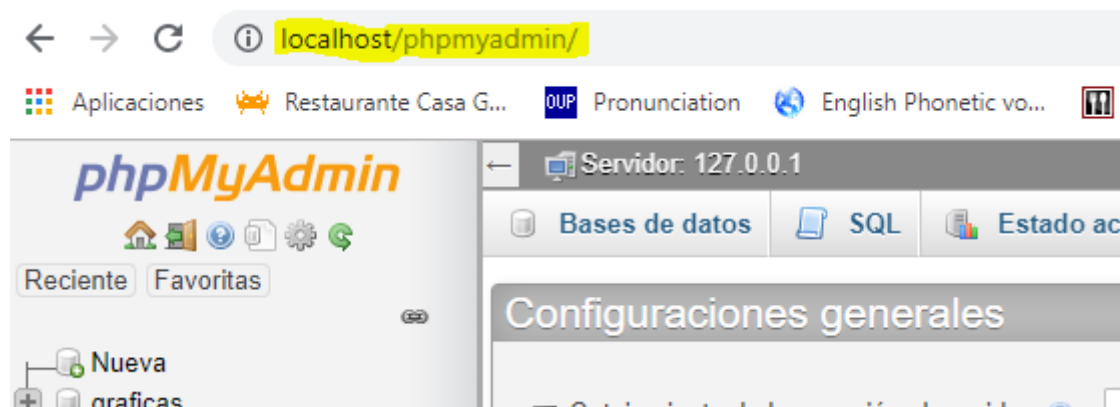 localhost/phpmyadmin/
Aplicaciones Restaurante Casa G... OUP Pronunciation English Phonetic vo...
phpMyAdmin
Servidor: 127.0.0.1
Bases de datos SQL Estado ac
Reciente Favoritas
Configuraciones generales
Nueva
graficas